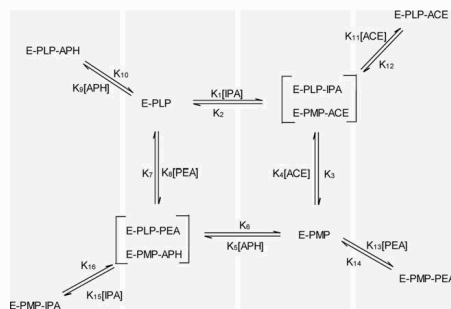 E-PLP-ACE
K11[ACE]
K12
E-PLP-APH
K10
K9[APH]
E-PLP
K1[IPA]
K2
E-PLP-IPA
E-PMP-ACE
K7
K8[PEA]
K4[ACE]
K3
E-PLP-PEA
E-PMP-APH
K6
K5[APH]
E-PMP
K13[PEA]
K14
E-PMP-PEA
K16
K15[IPA]
E-PMP-IPA